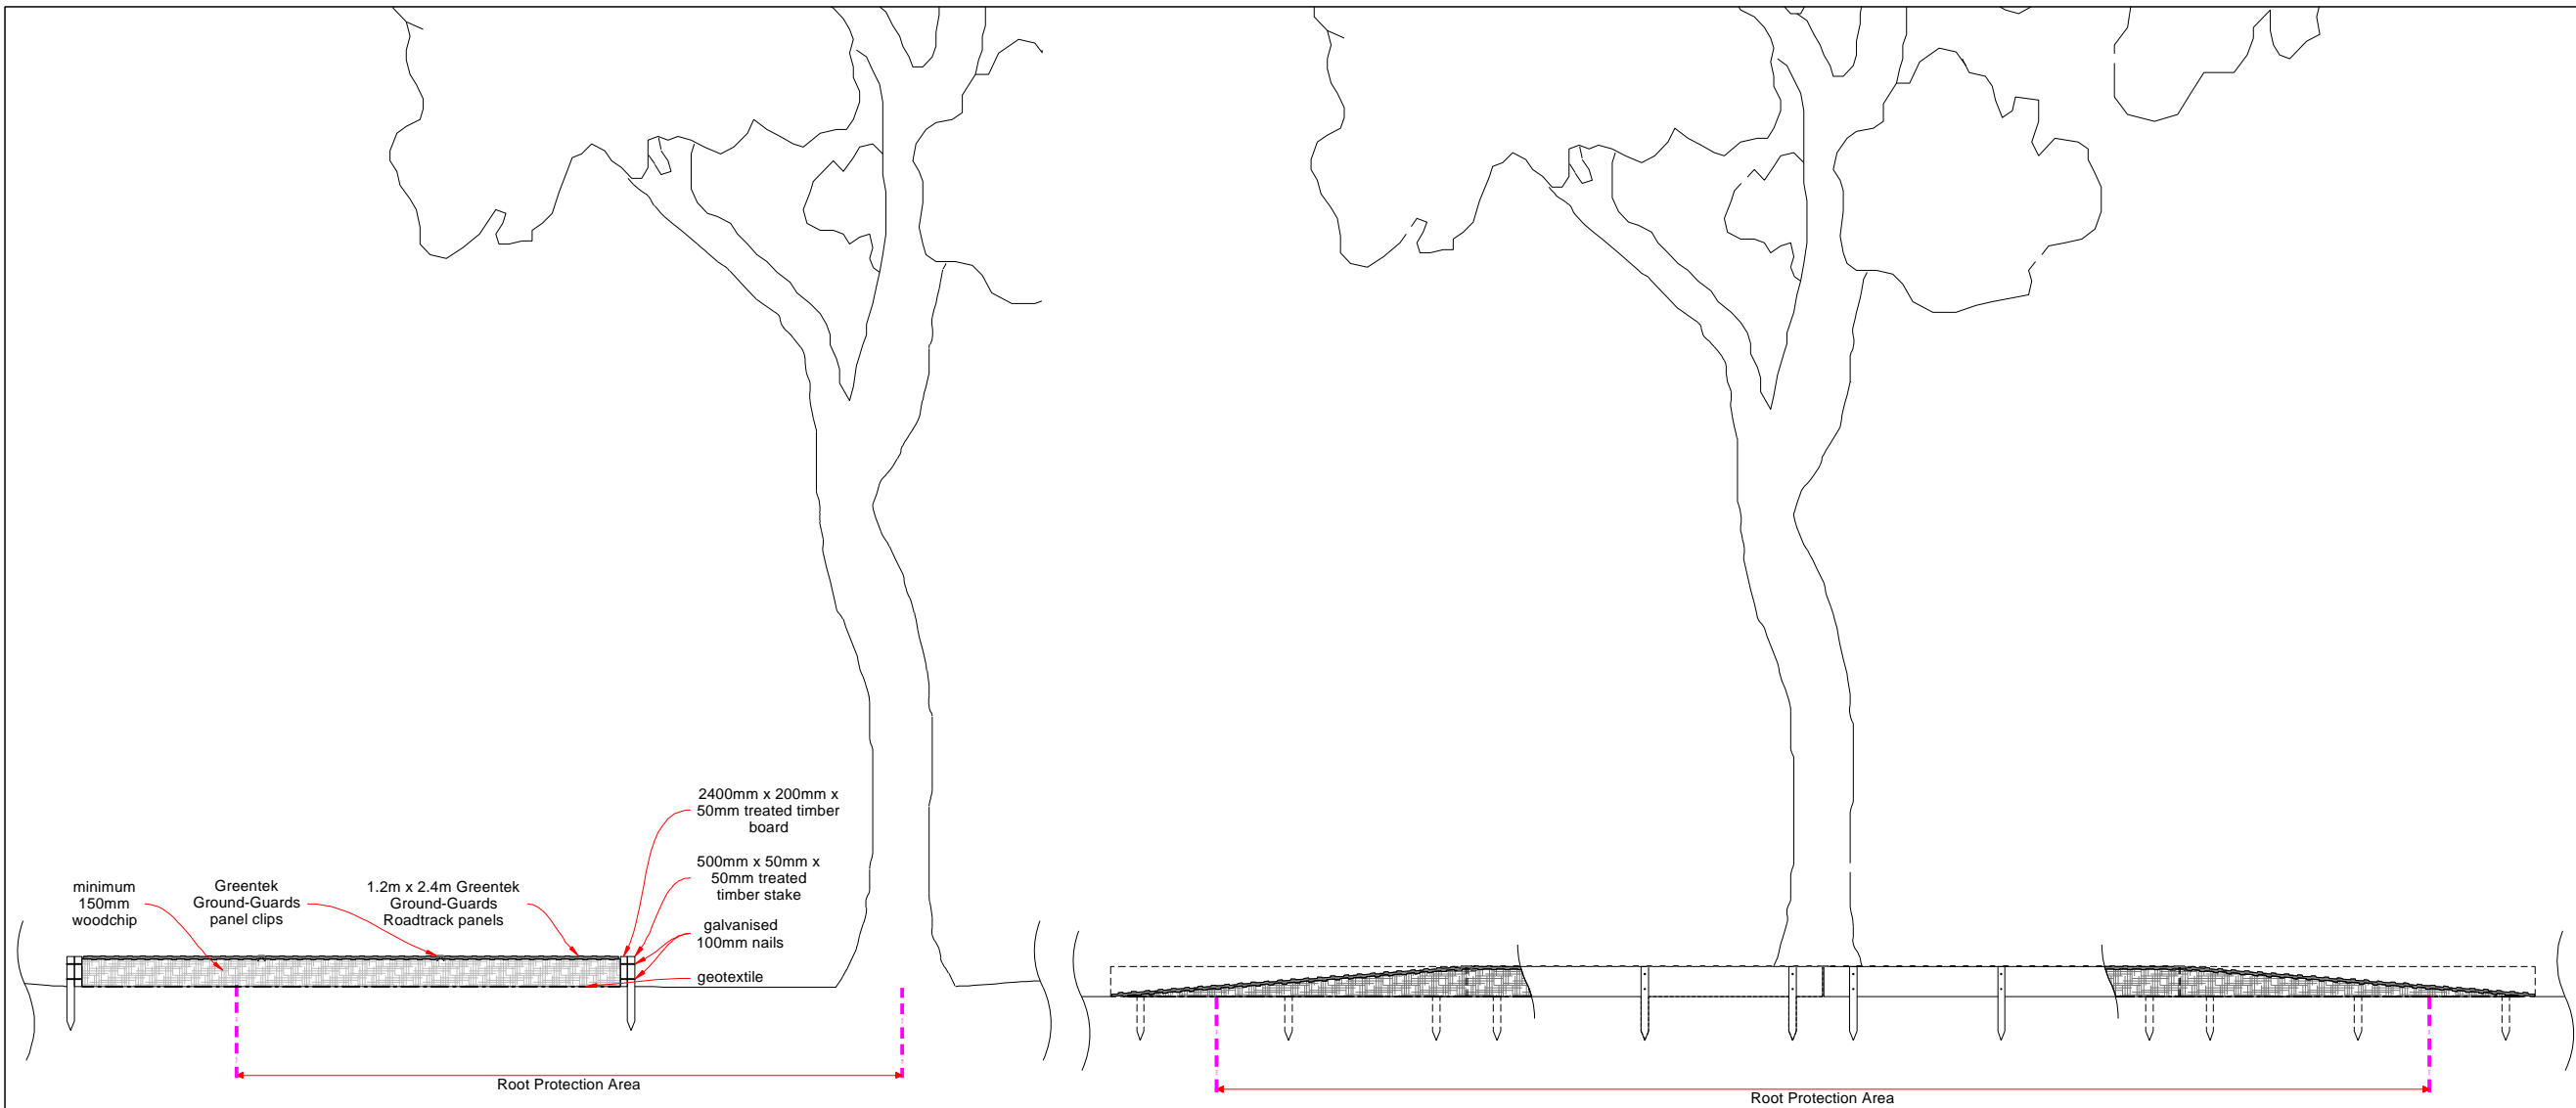 2400mm x 200mm x
50mm treated timber
board
500mm x 50mm x
50mm treated
timber stake
minimum
150mm
woodchip
Greentek
Ground-Guards
panel clips
1.2m x 2.4m Greentek
Ground-Guards
Roadtrack panels
galvanised
100mm nails
geotextile
Root Protection Area
Root Protection Area